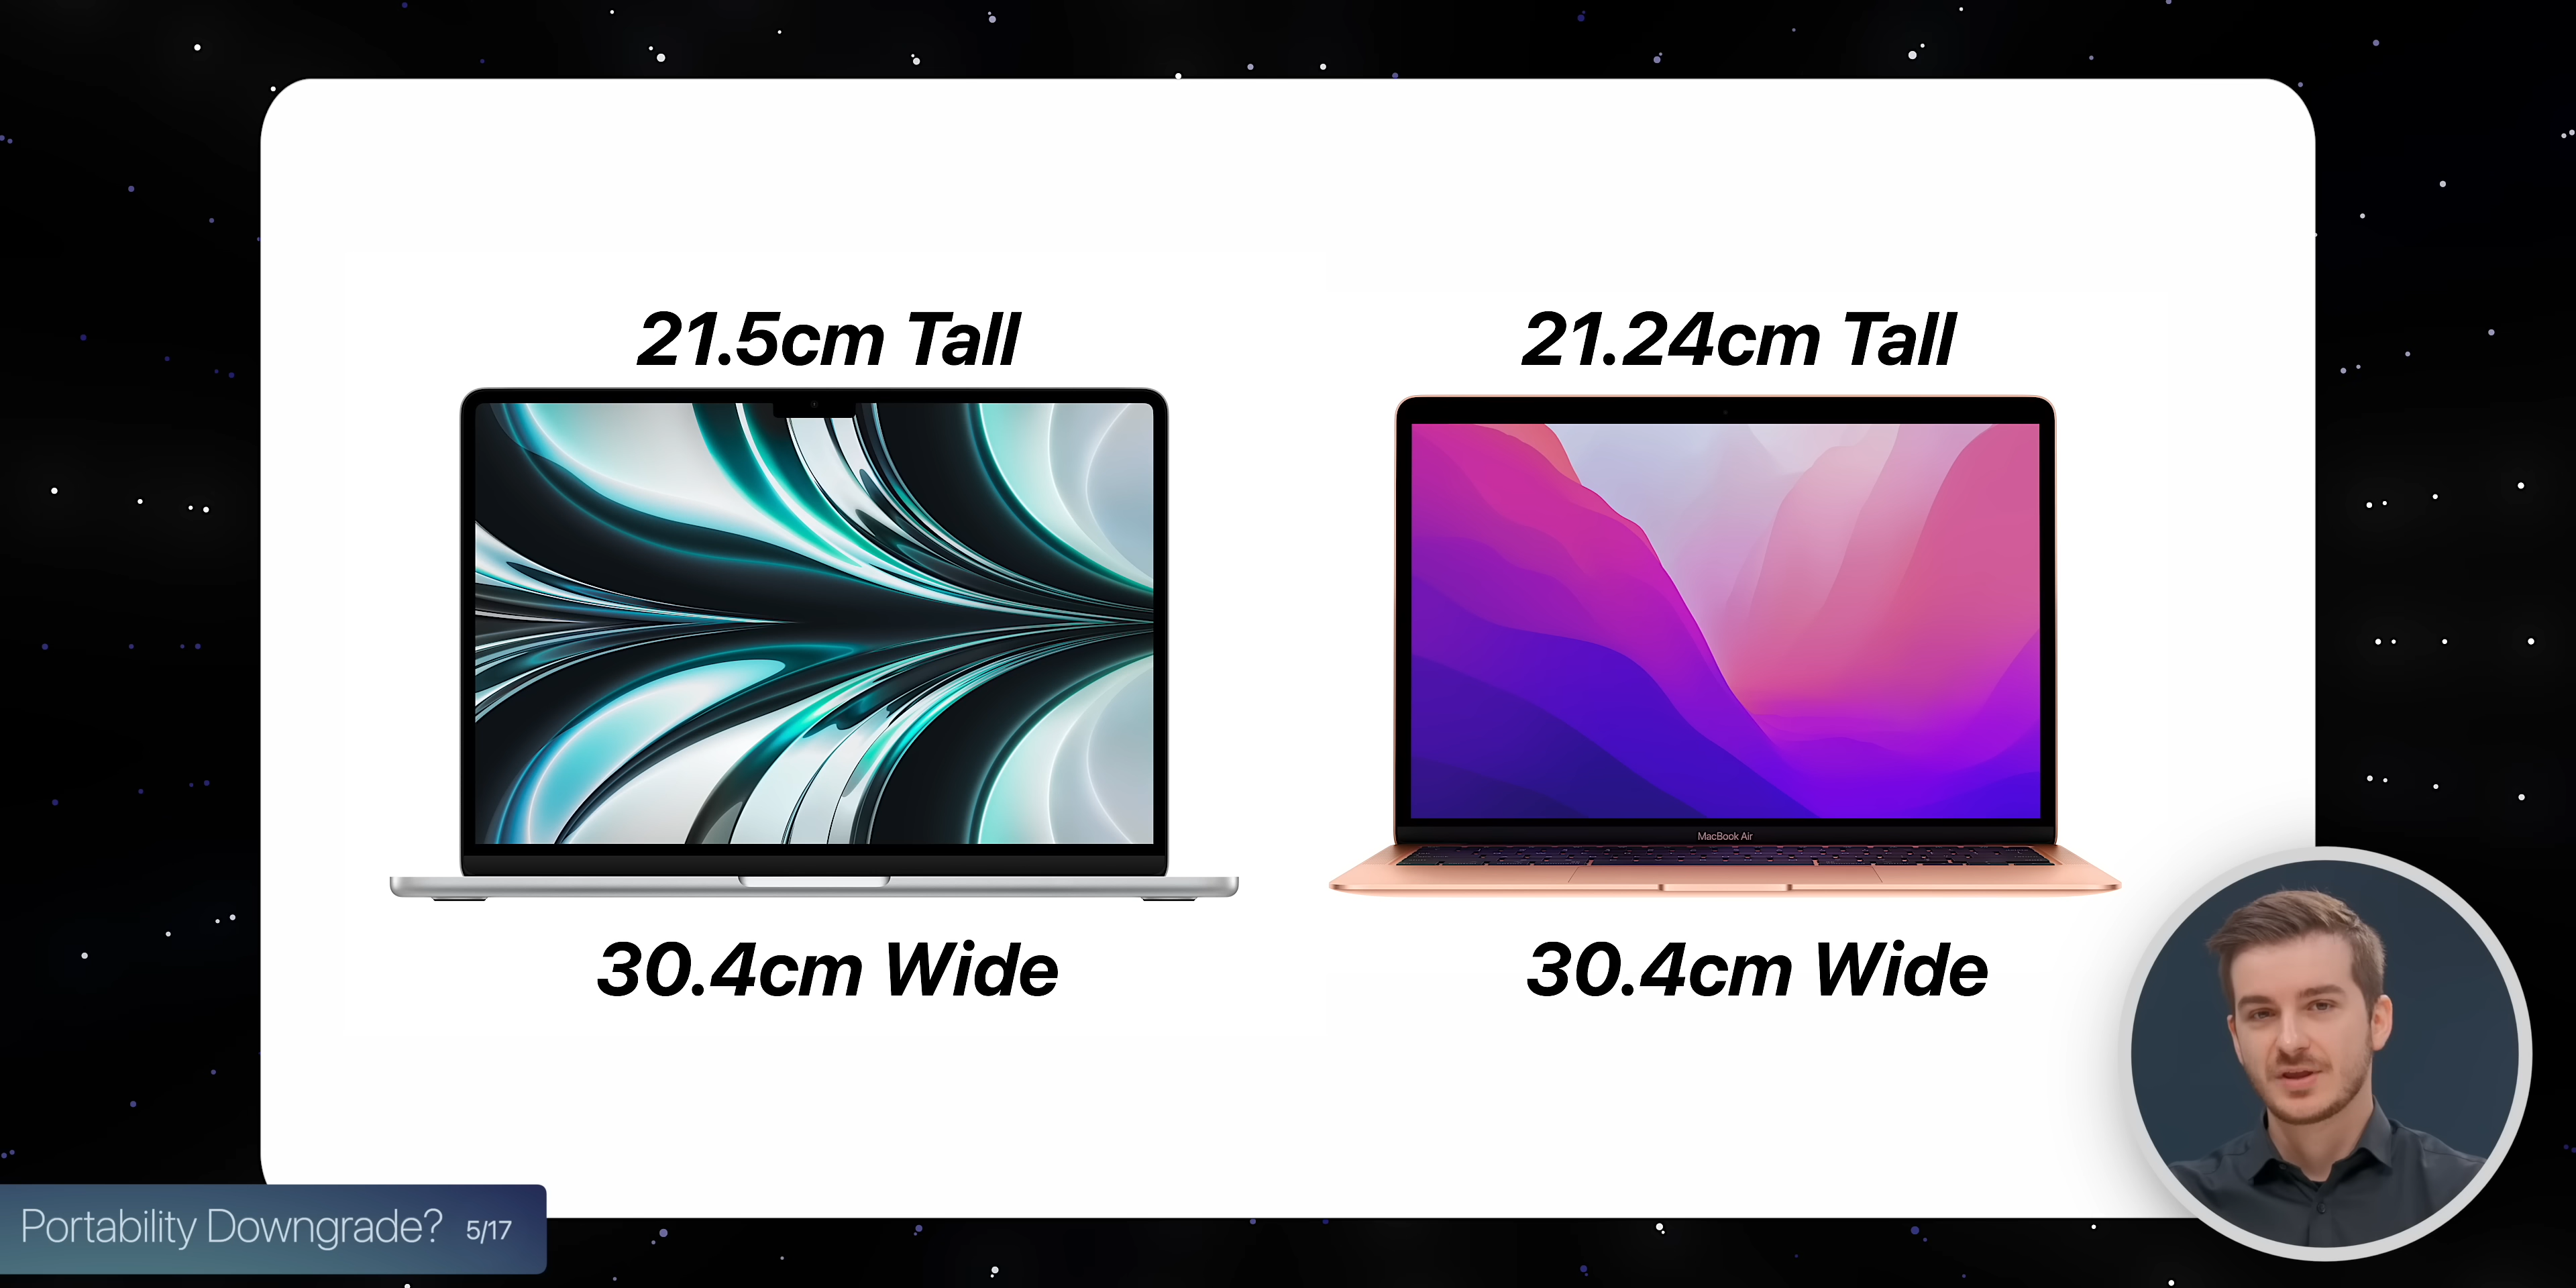 21.5cm Tall
21.24cm Tall
MacBook Air
30.4cm Wide
30.4cm Wide
Portability Downgrade? 5/17